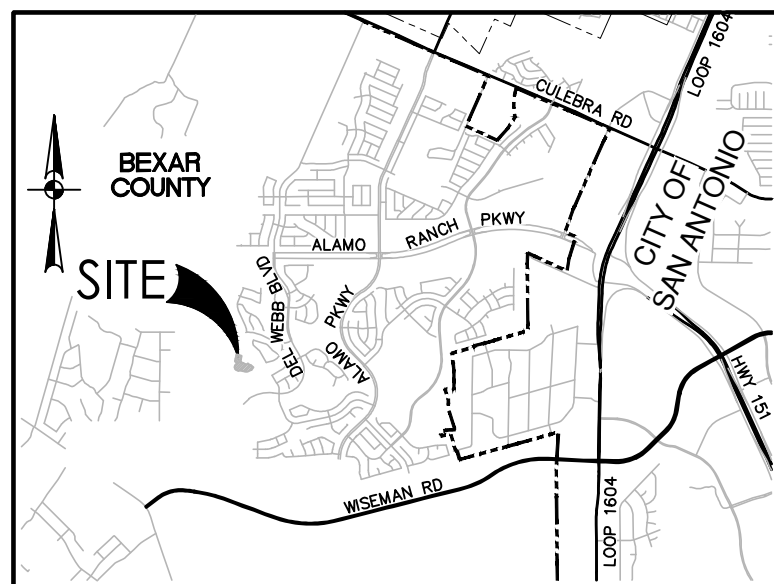 LOOP 1604
CULEBRA RD
BEXAR
COUNTY
CITY OF
SAN ANTONIO
ALAMO RANCH PKWY
SITE
DEL WEBB BLVD
ALAMO PKWY
HWY 151
WISEMAN RD
LOOP 1604